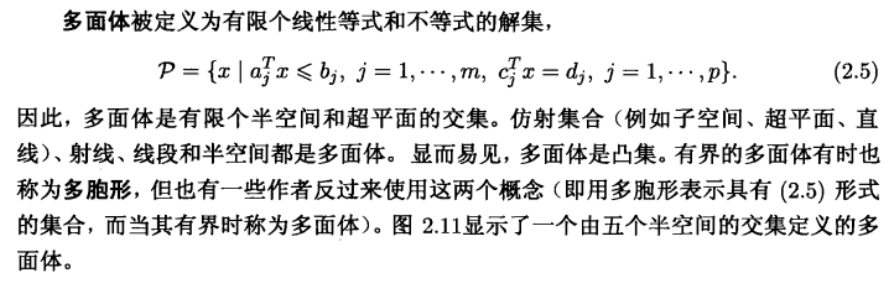 多面体被定义为有限个线性等式和不等式的解集，
𝒫 = {x | a_j^T x ⩽ b_j, j = 1, ⋯, m, c_j^T x = d_j, j = 1, ⋯, p}. (2.5)
因此，多面体是有限个半空间和超平面的交集。仿射集合（例如子空间、超平面、直
线）、射线、线段和半空间都是多面体。显而易见，多面体是凸集。有界的多面体有时也
称为多胞形，但也有一些作者反过来使用这两个概念（即用多胞形表示具有 (2.5) 形式
的集合，而当其有界时称为多面体）。图 2.11显示了一个由五个半空间的交集定义的多
面体。